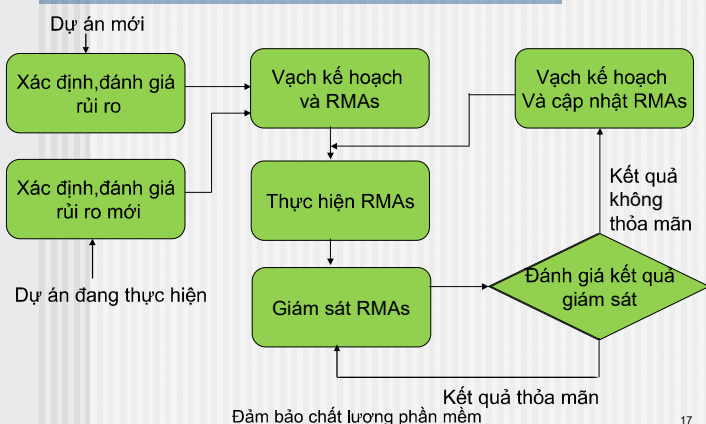 Dự án mới
Xác định,đánh giá
rủi ro
Vạch kế hoạch
và RMAs
Vạch kế hoạch
Và cập nhật RMAs
Xác định,đánh giá
rủi ro mới
Thực hiện RMAs
Kết quả
không
thỏa mãn
Dự án đang thực hiện
Giám sát RMAs
Đánh giá kết quả
giám sát
Kết quả thỏa mãn
Đảm bảo chất lượng phần mềm
17